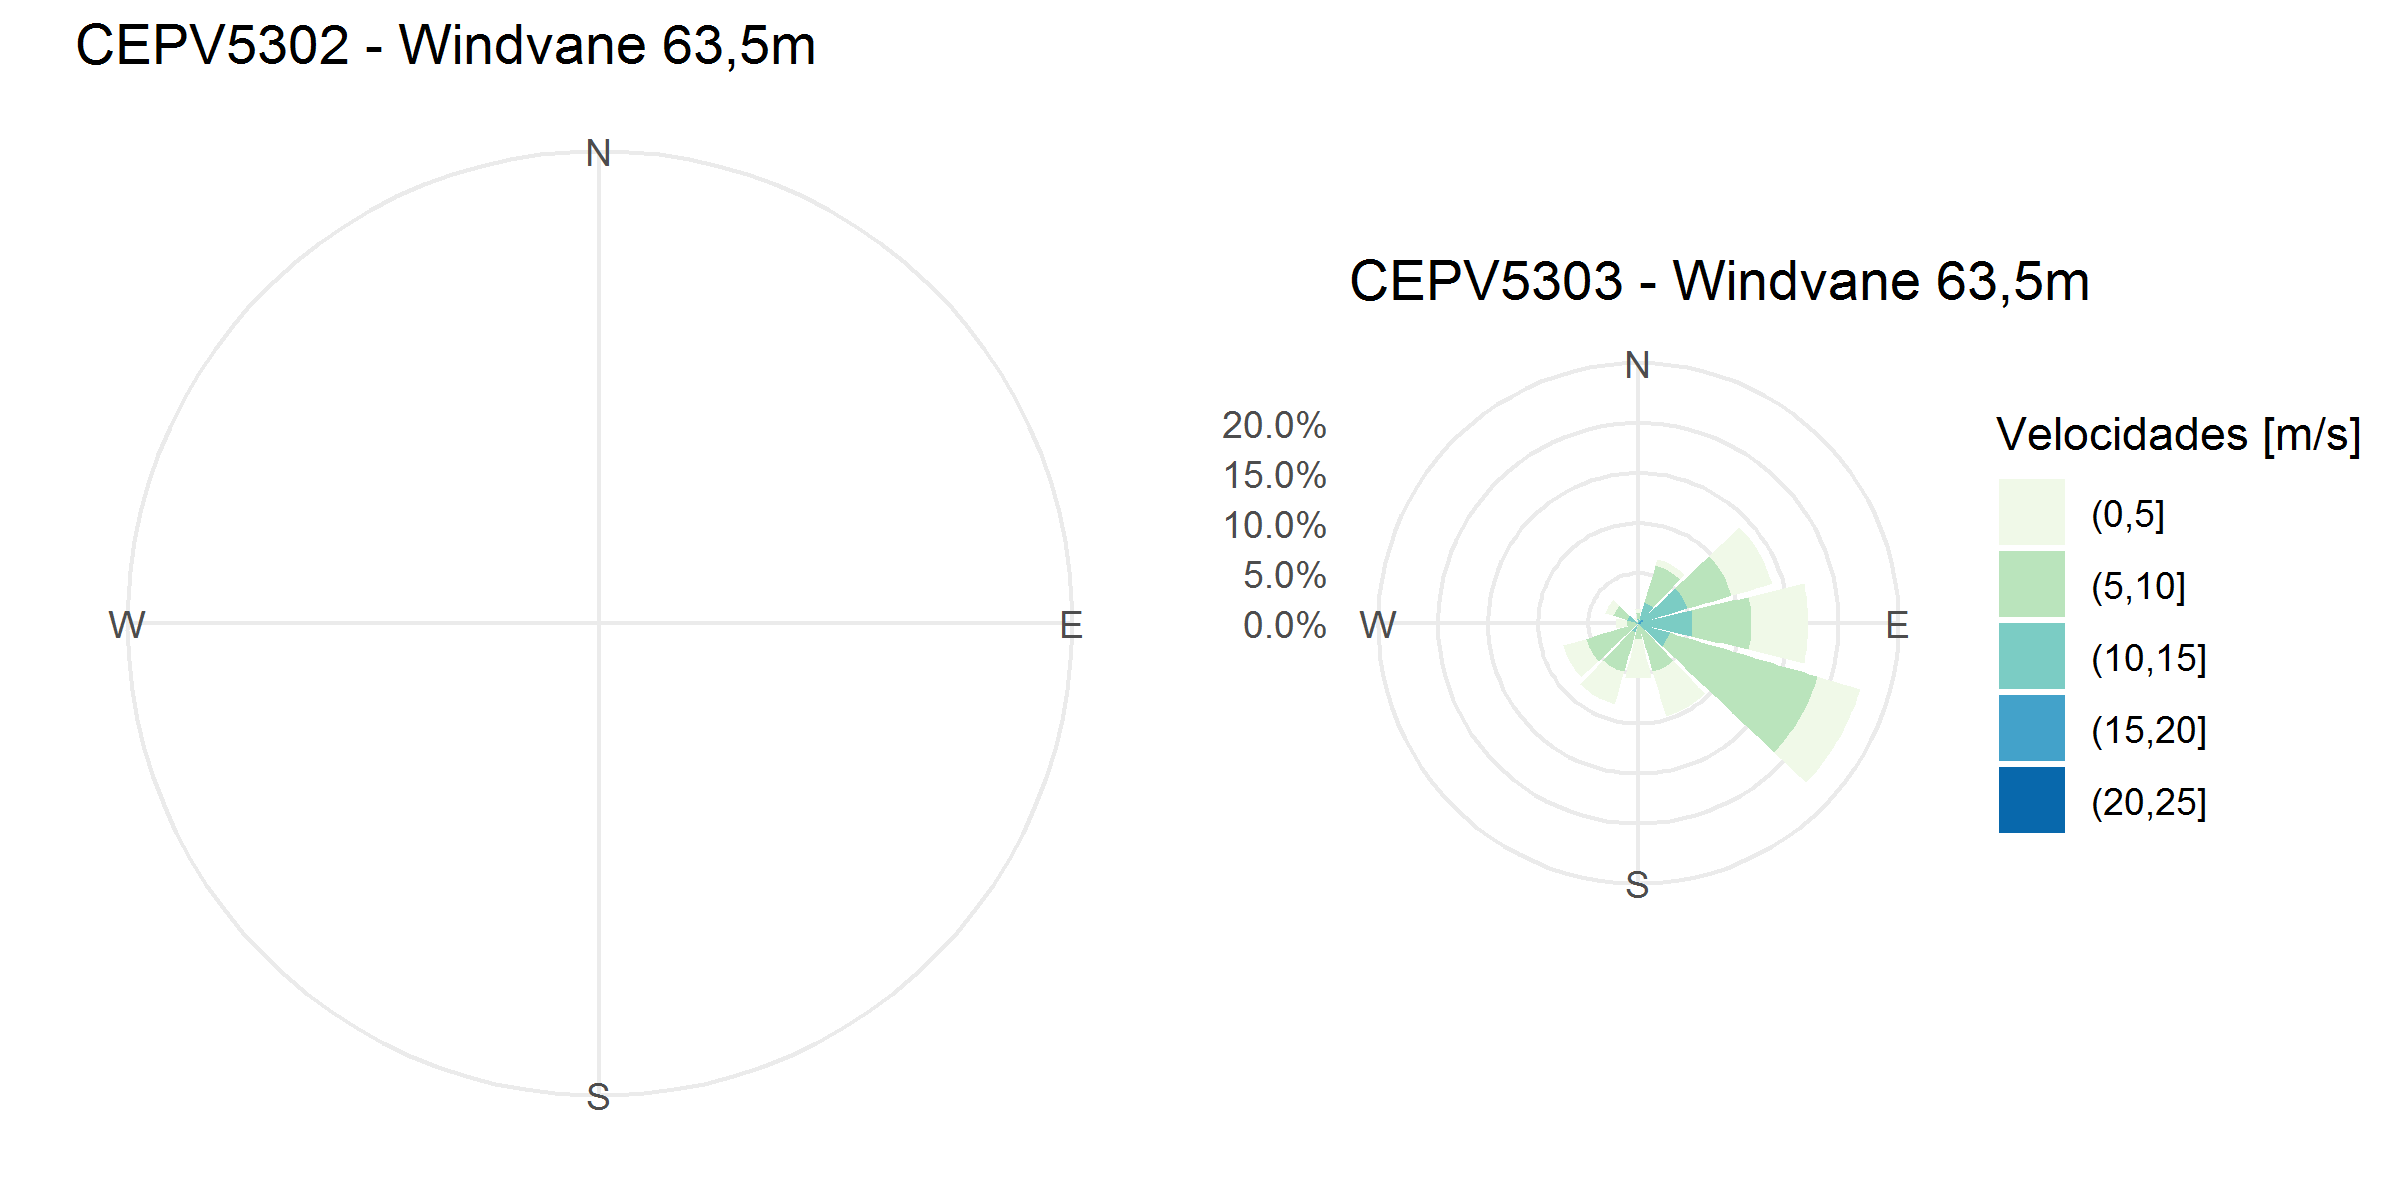 CEPV5302 - Windvane 63,5m
N
W
E
S
CEPV5303 - Windvane 63,5m
20.0%
15.0%
10.0%
5.0%
0.0%
N
W
E
S
Velocidades [m/s]
(0,5]
(5,10]
(10,15]
(15,20]
(20,25]